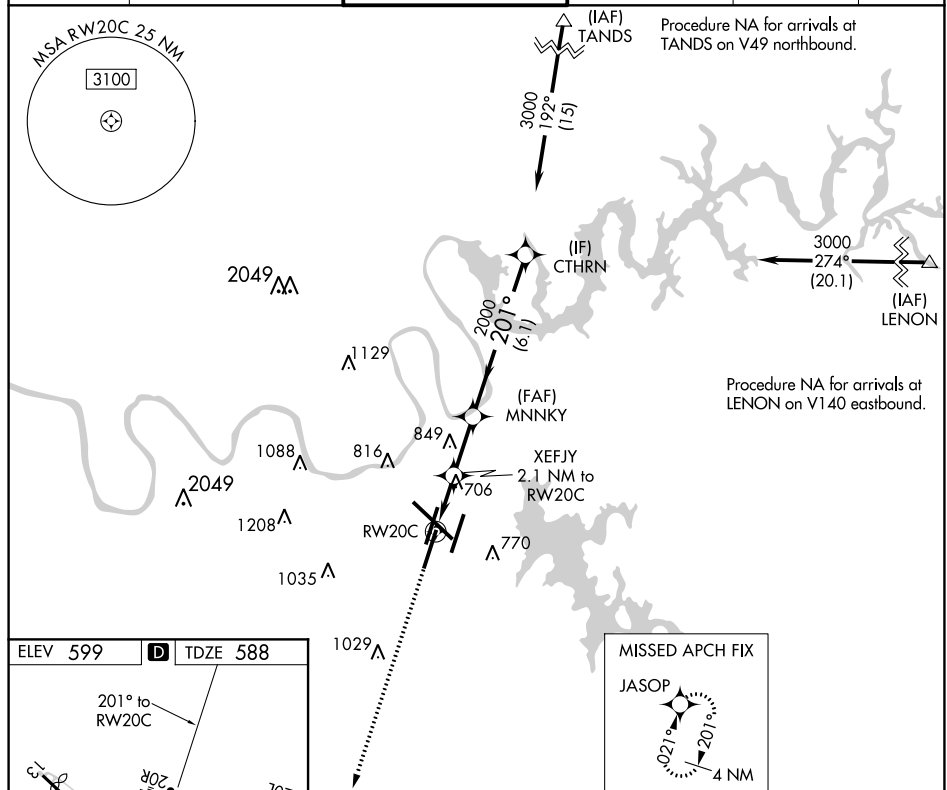 MSA RW20C 25 NM
3100
(IAF)
TANDS
Procedure NA for arrivals at
TANDS on V49 northbound.
3000
192°
(15)
(IF)
CTHRN
3000
274°
(20.1)
(IAF)
LENON
2049
2000
201°
(6.1)
1129
Procedure NA for arrivals at
LENON on V140 eastbound.
(FAF)
MNNKY
849
1088
816
XEFJY
2.1 NM to
RW20C
706
2049
1208
RW20C
770
1035
1029
ELEV 599
D
TDZE 588
201° to
RW20C
13
20R
20L
MISSED APCH FIX
JASOP
021°
201°
4 NM